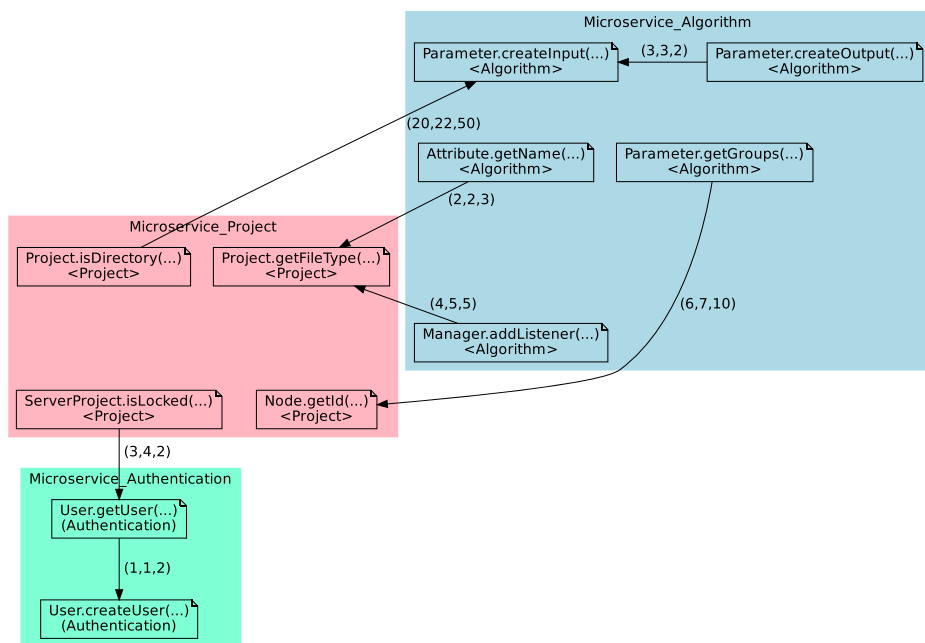 Microservice_Algorithm
Parameter.createInput(...)
<Algorithm>
(3,3,2)
Parameter.createOutput(...)
<Algorithm>
(20,22,50)
Attribute.getName(...)
<Algorithm>
Parameter.getGroups(...)
<Algorithm>
(2,2,3)
Microservice_Project
Project.isDirectory(...)
<Project>
Project.getFileType(...)
<Project>
(4,5,5)
(6,7,10)
Manager.addListener(...)
<Algorithm>
ServerProject.isLocked(...)
<Project>
Node.getId(...)
<Project>
(3,4,2)
Microservice_Authentication
User.getUser(...)
(Authentication)
(1,1,2)
User.createUser(...)
(Authentication)